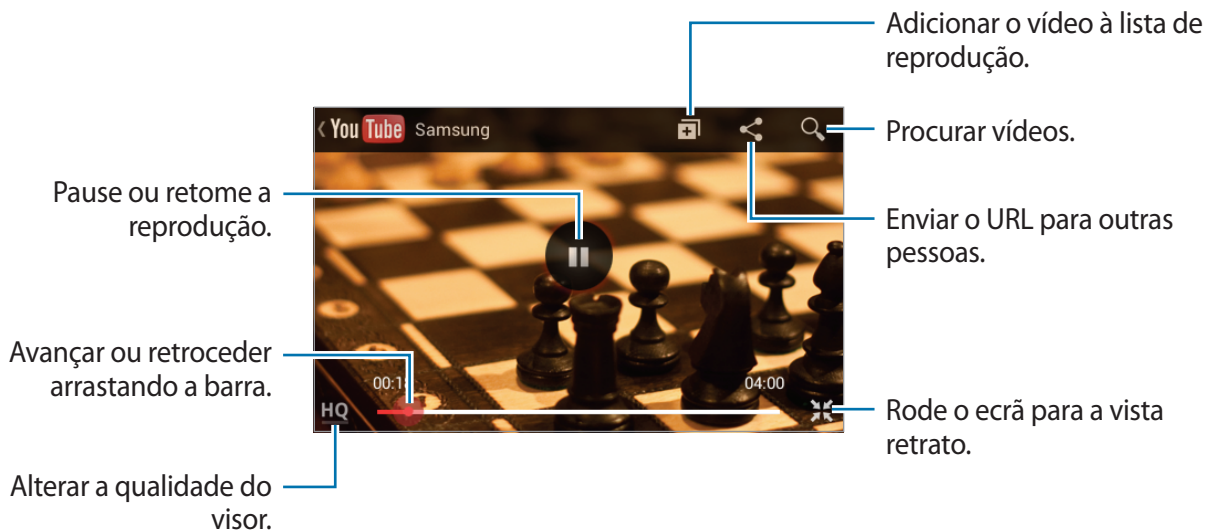 Adicionar o vídeo à lista de
reprodução.
You Tube Samsung
Procurar vídeos.
Pause ou retome a
reprodução.
Enviar o URL para outras
pessoas.
Avançar ou retroceder
arrastando a barra.
04:00
HQ
Rode o ecrã para a vista
retrato.
Alterar a qualidade do
visor.